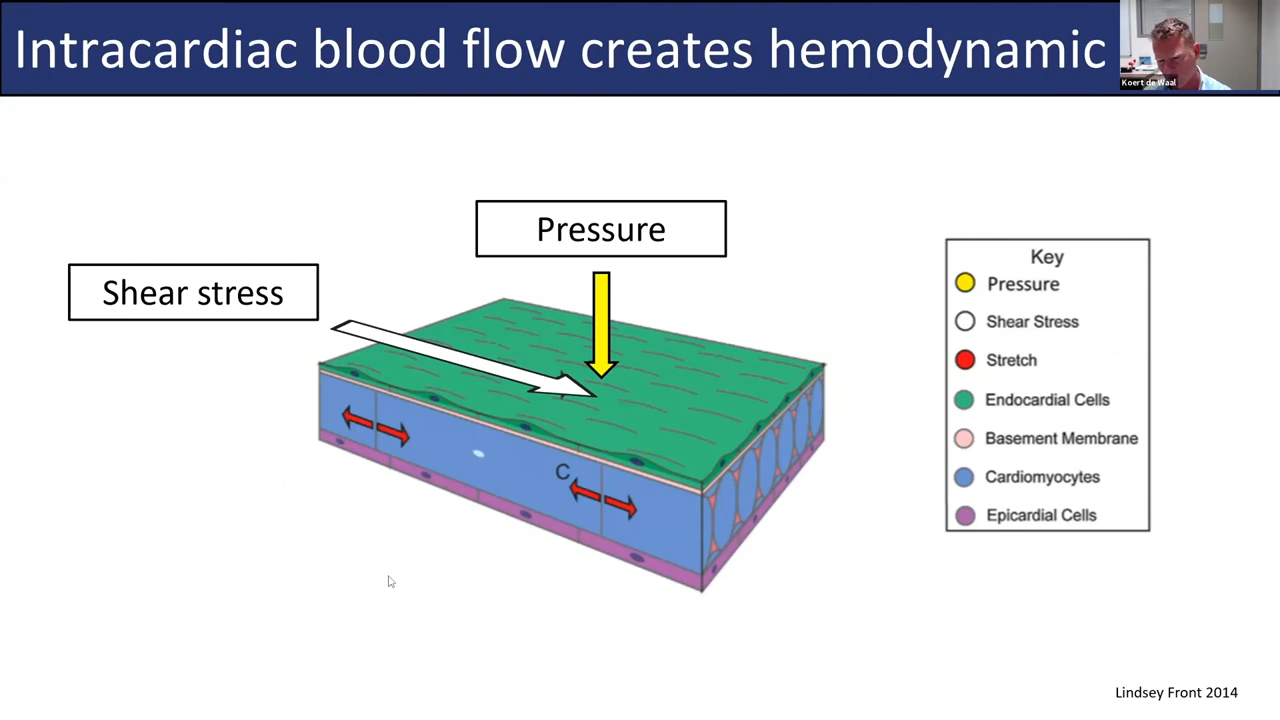 Intracardiac blood flow creates hemodynamic
Koert de Waal
Pressure
Shear stress
C
Key
Pressure
Shear Stress
Stretch
Endocardial Cells
Basement Membrane
Cardiomyocytes
Epicardial Cells
Lindsey Front 2014